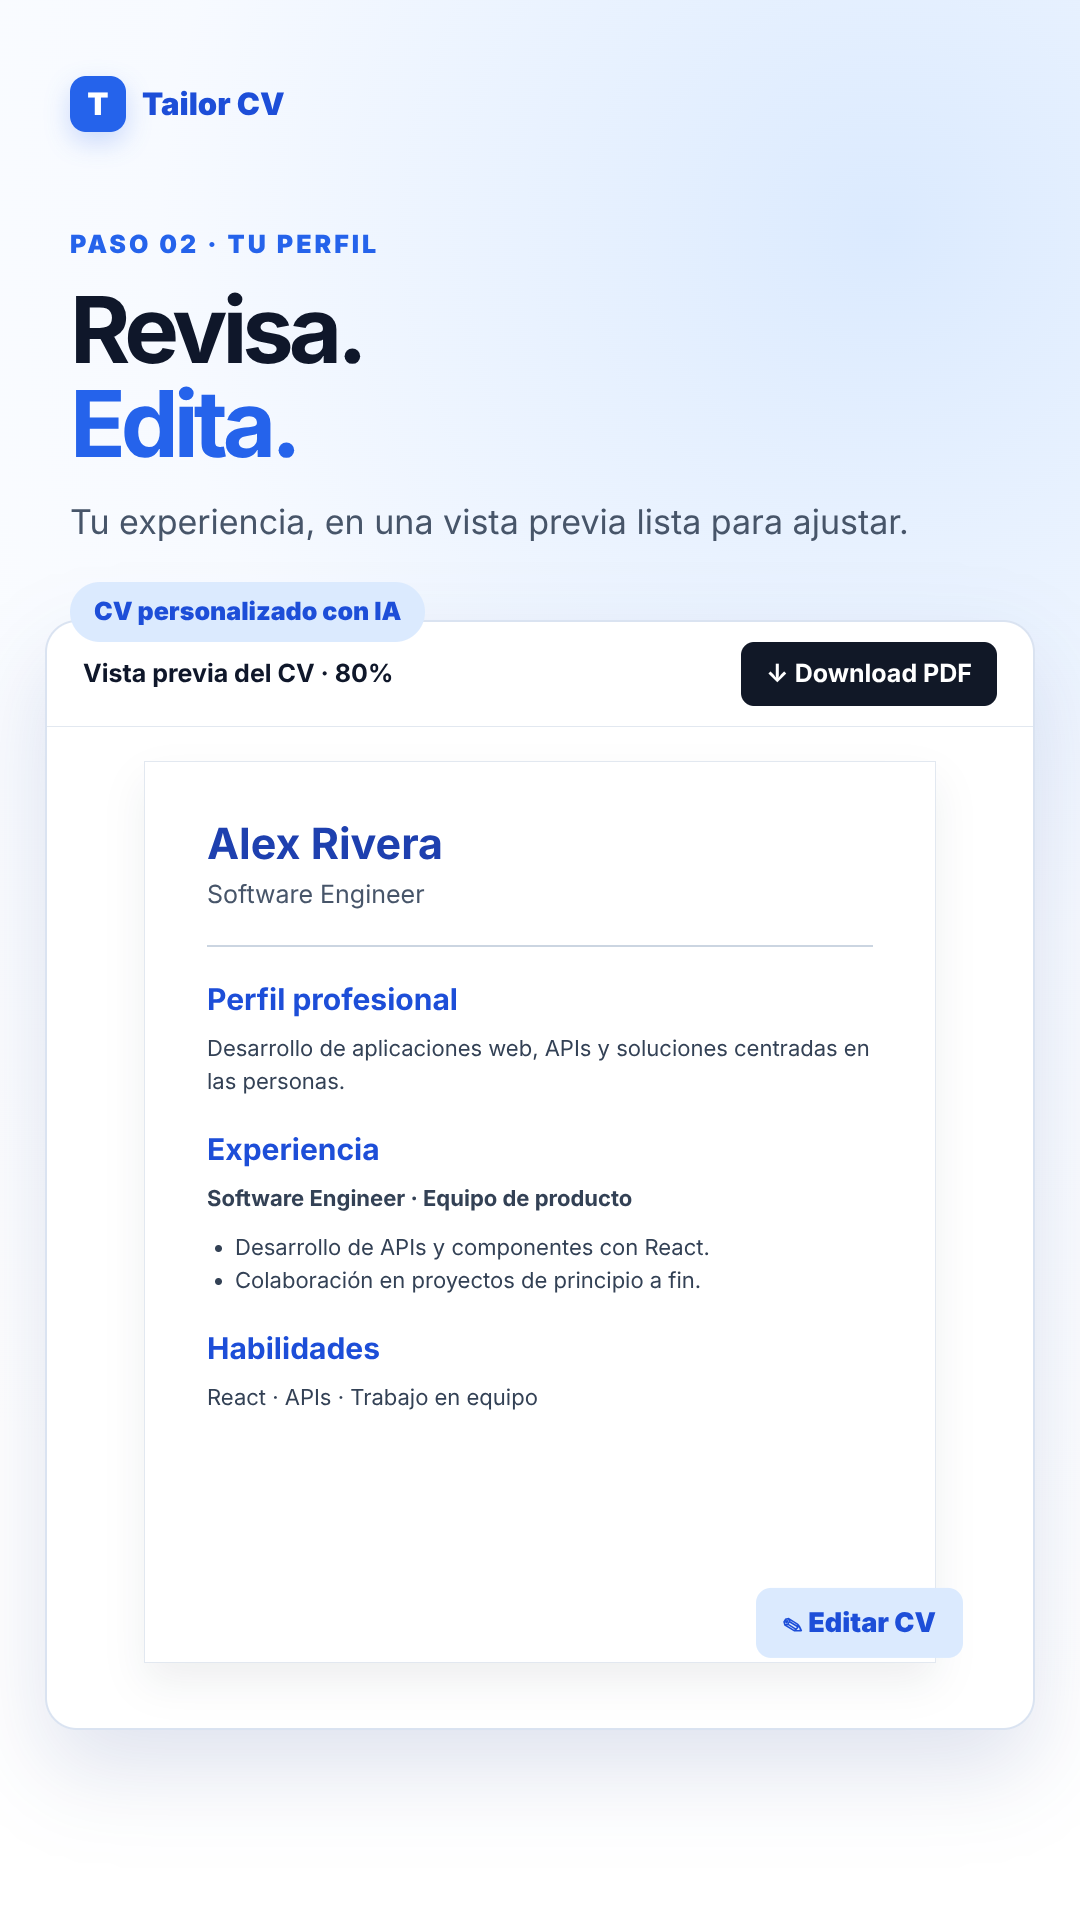 T Tailor CV
PASO 02 · TU PERFIL
Revisa.
Edita.
Tu experiencia, en una vista previa lista para ajustar.
CV personalizado con IA
Vista previa del CV · 80%
↓ Download PDF
Alex Rivera
Software Engineer
Perfil profesional
Desarrollo de aplicaciones web, APIs y soluciones centradas en
las personas.
Experiencia
Software Engineer · Equipo de producto
• Desarrollo de APIs y componentes con React.
• Colaboración en proyectos de principio a fin.
Habilidades
React · APIs · Trabajo en equipo
✎ Editar CV